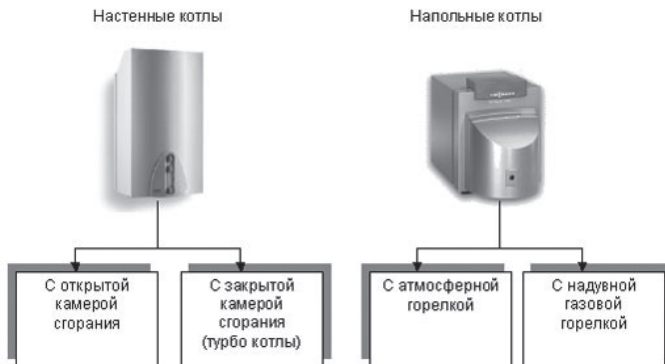 Настенные котлы
Напольные котлы
С открытой
камерой
сгорания
С закрытой
камерой
сгорания
(турбо котлы)
С атмосферной
горелкой
С надувной
газовой
горелкой